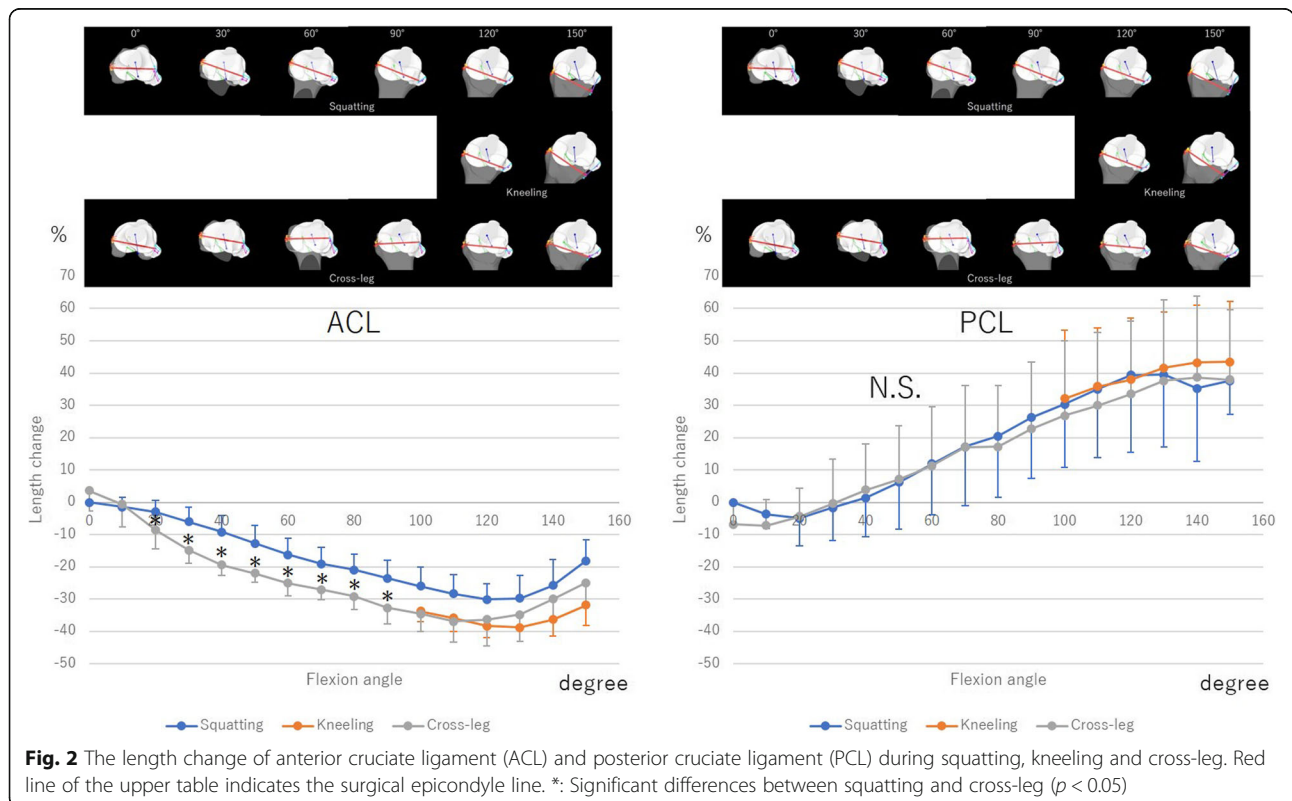 0° 30° 60° 90° 120° 150°
Squatting
Kneeling
Cross-leg
%
70
60
50
40
30
20
10
0
-10
-20
-30
-40
-50
Length change
ACL
0 20 40 60 80 100 120 140 160
* * * * * * * *
Flexion angle
degree
Squatting Kneeling Cross-leg
0° 30° 60° 90° 120° 150°
Squatting
Kneeling
Cross-leg
%
70
60
50
40
30
20
10
0
-10
-20
-30
-40
-50
Length change
PCL
N.S.
0 20 40 60 80 100 120 140 160
Flexion angle
degree
Squatting Kneeling Cross-leg
Fig. 2 The length change of anterior cruciate ligament (ACL) and posterior cruciate ligament (PCL) during squatting, kneeling and cross-leg. Red
line of the upper table indicates the surgical epicondyle line. *: Significant differences between squatting and cross-leg (p < 0.05)